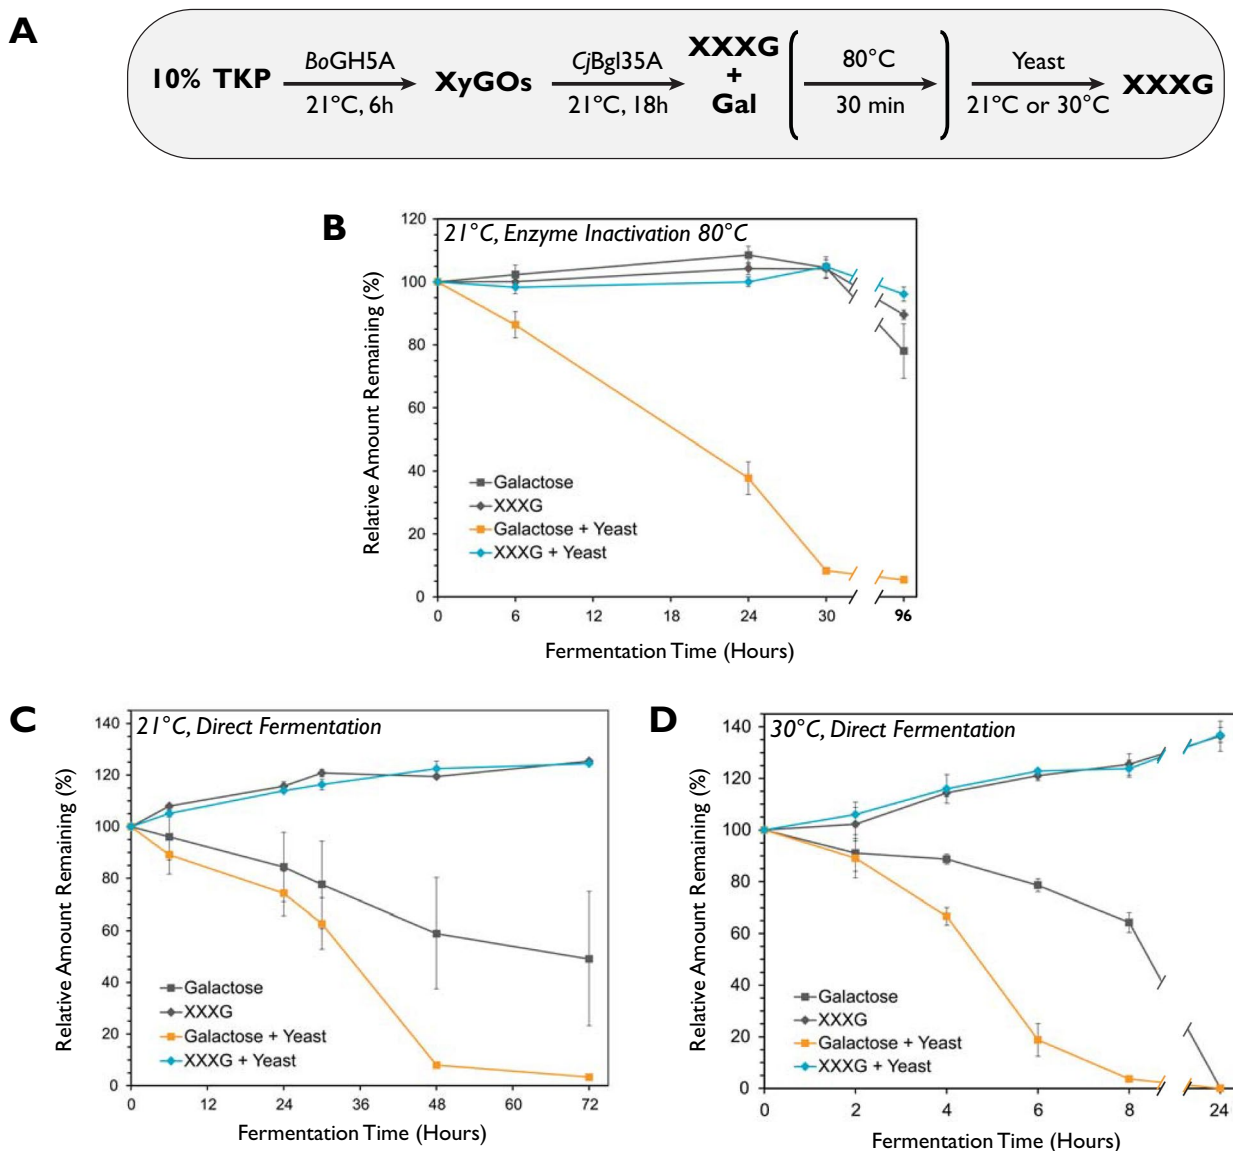 A
10% TKP
BoGH5A
21°C, 6h
XyGOs
CjBgl35A
21°C, 18h
XXXG
+
Gal
80°C
30 min
Yeast
21°C or 30°C
XXXG
B
21°C, Enzyme Inactivation 80°C
Relative Amount Remaining (%)
120
100
80
60
40
20
0
Galactose
XXXG
Galactose + Yeast
XXXG + Yeast
0 6 12 18 24 30 96
Fermentation Time (Hours)
C
21°C, Direct Fermentation
Relative Amount Remaining (%)
140
120
100
80
60
40
20
0
Galactose
XXXG
Galactose + Yeast
XXXG + Yeast
0 12 24 36 48 60 72
Fermentation Time (Hours)
D
30°C, Direct Fermentation
Relative Amount Remaining (%)
140
120
100
80
60
40
20
0
Galactose
XXXG
Galactose + Yeast
XXXG + Yeast
0 2 4 6 8 24
Fermentation Time (Hours)